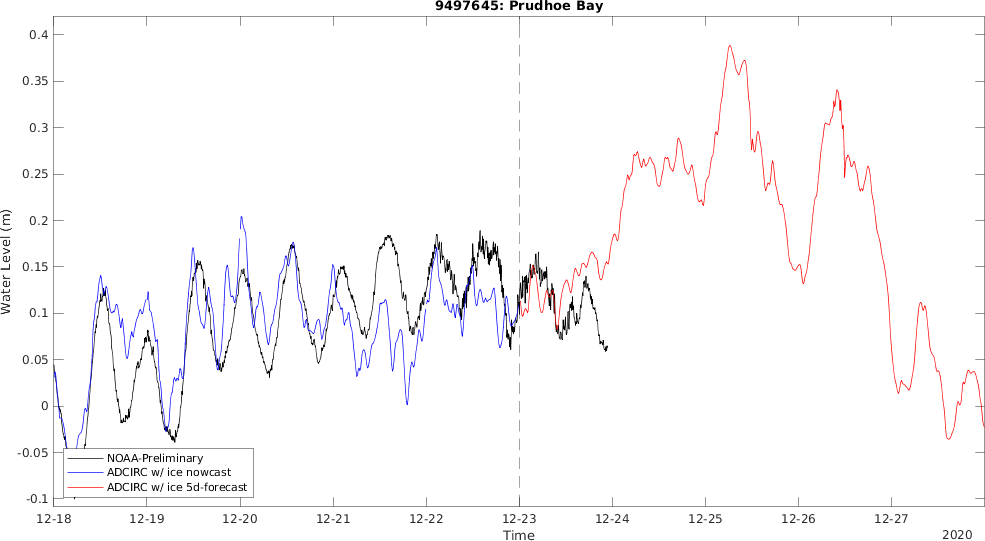 9497645: Prudhoe Bay
0.4
0.35
0.3
0.25
0.2
0.15
0.1
0.05
0
-0.05
-0.1
Water Level (m)
NOAA-Preliminary
ADCIRC w/ ice nowcast
ADCIRC w/ ice 5d-forecast
12-18 12-19 12-20 12-21 12-22 12-23 12-24 12-25 12-26 12-27
Time
2020